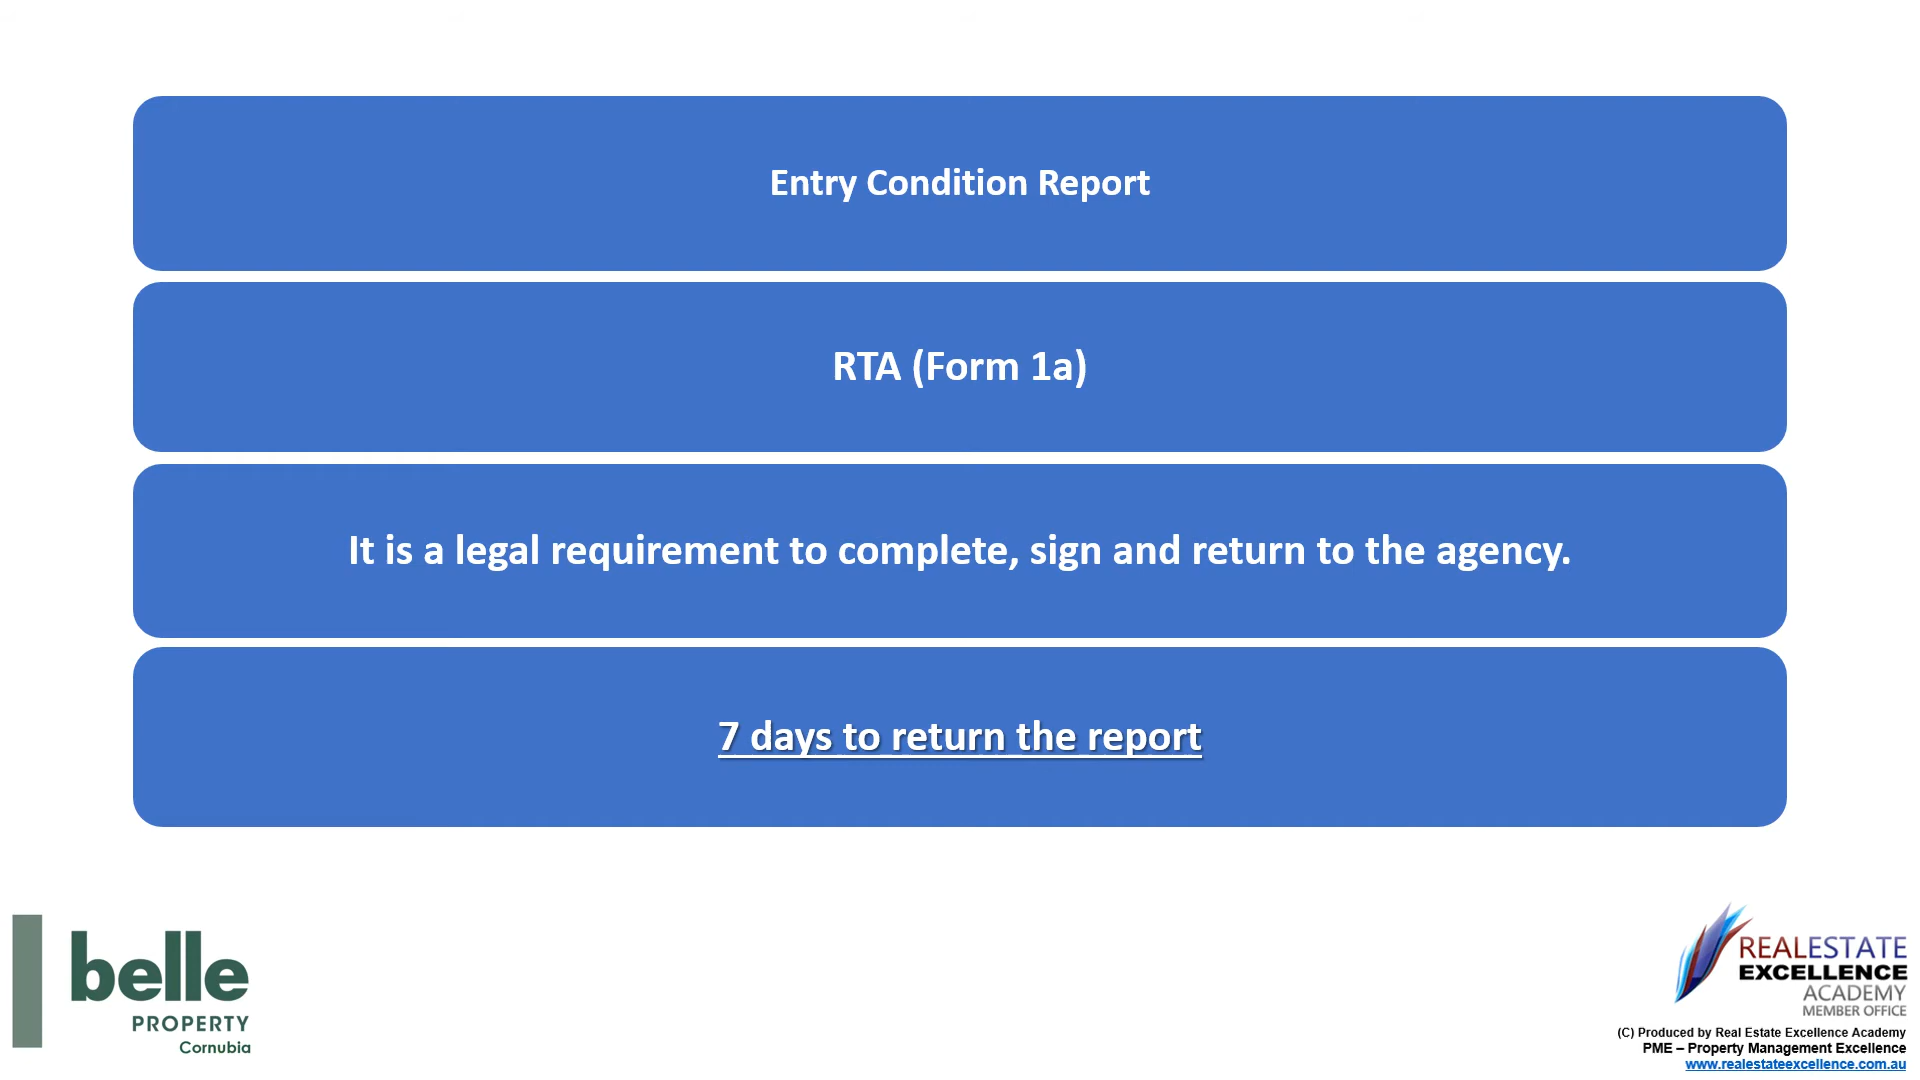 Entry Condition Report
RTA (Form 1a)
It is a legal requirement to complete, sign and return to the agency.
7 days to return the report
belle
PROPERTY
Cornubia
REALESTATE
EXCELLENCE
ACADEMY
MEMBER OFFICE
(C) Produced by Real Estate Excellence Academy
PME – Property Management Excellence
www.realestateexcellence.com.au